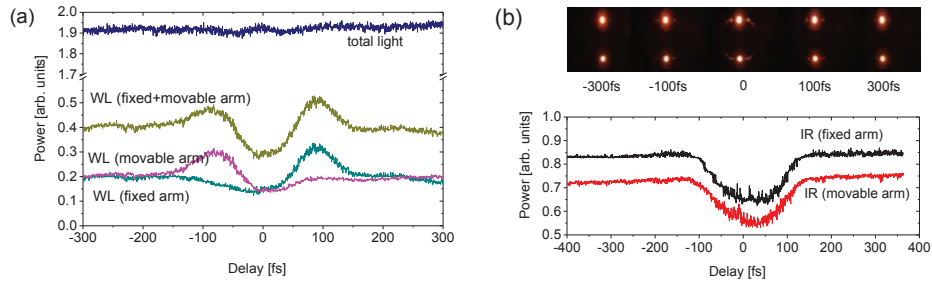 (a)
2.0
1.9
1.8
1.7
0.5
0.4
0.3
0.2
0.1
0.0
Power [arb. units]
total light
WL (fixed+movable arm)
WL (movable arm)
WL (fixed arm)
-300 -200 -100 0 100 200 300
Delay [fs]
(b)
-300fs -100fs 0 100fs 300fs
1.0
0.9
0.8
0.7
0.6
0.5
Power [arb. units]
IR (fixed arm)
IR (movable arm)
-400 -300 -200 -100 0 100 200 300 400
Delay [fs]